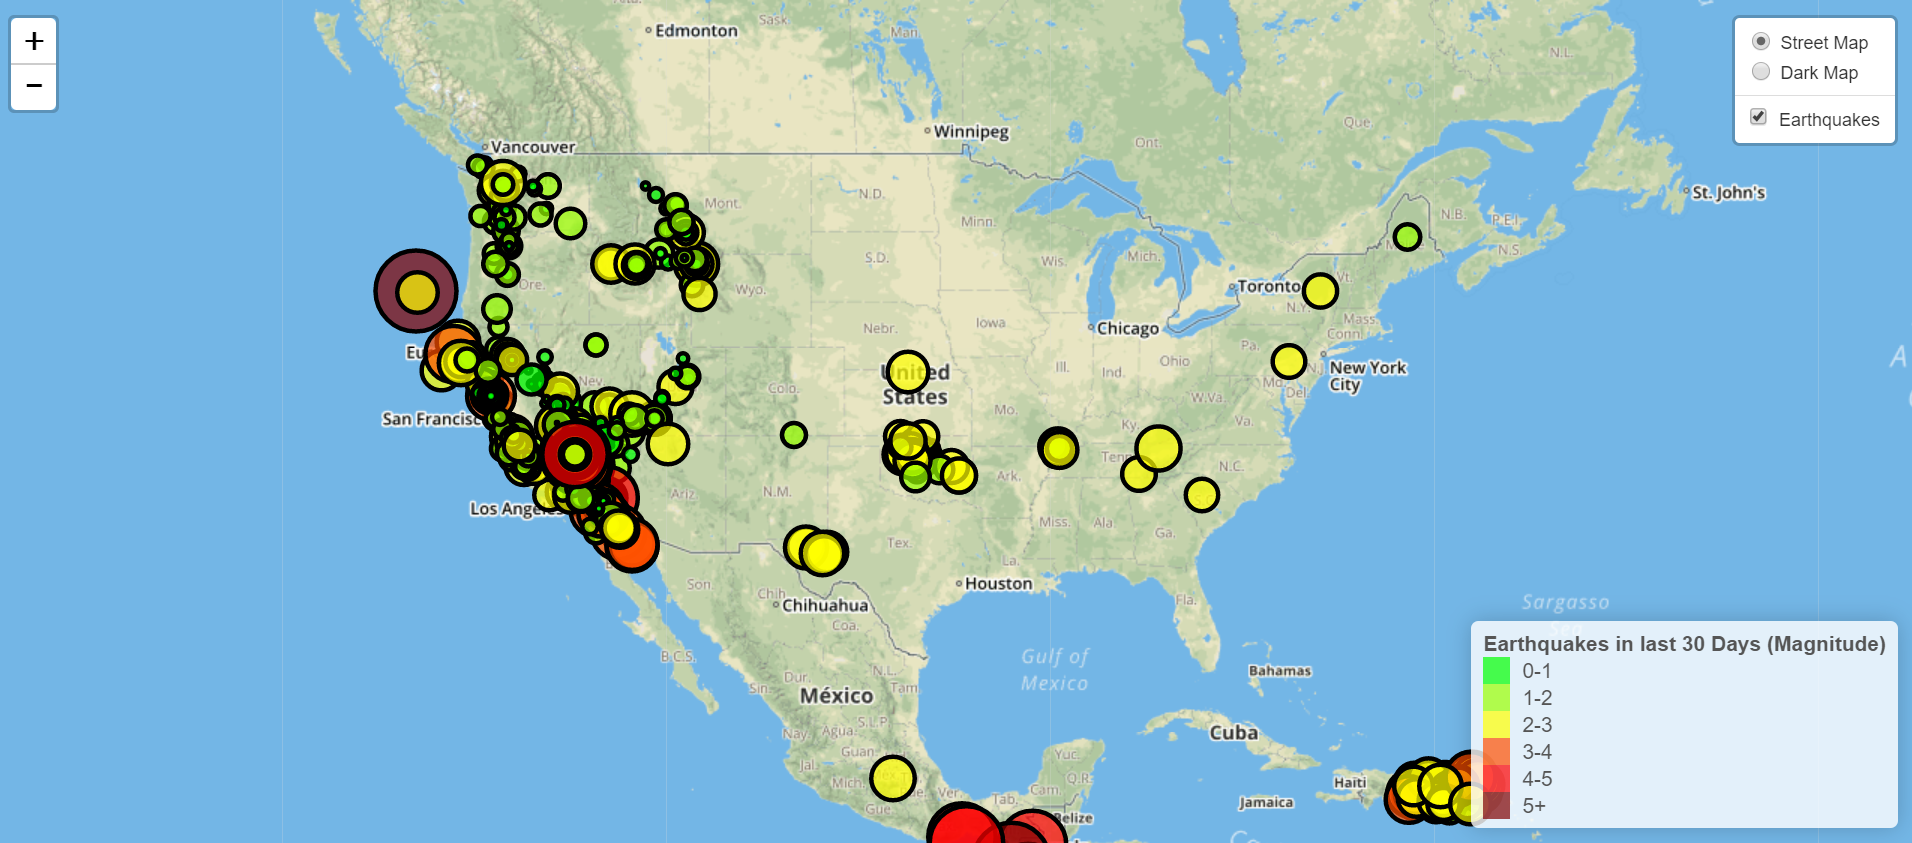 +
−
Street Map
Dark Map
Earthquakes
Alta.
Sask.
Man.
N.L.
Edmonton
Winnipeg
Vancouver
Que.
Ont.
St. John's
N.B.
P.E.I.
N.S.
Mont.
N.D.
Minn.
S.D.
Wis.
Mich.
Toronto
Vt.
N.Y.
Ore.
Wyo.
Mass.
Conn.
Iowa
Nebr.
Chicago
Pa.
Ohio
Ill.
Ind.
New York
City
Md.
Del.
Eu
Nev.
Colo.
United
States
Mo.
W.Va.
Va.
Ky.
San Francisc
Tenn.
N.C.
Ark.
Ariz.
N.M.
Los Angeles
Miss.
Ala.
Ga.
Tex.
La.
Houston
Son.
Chih.
Chihuahua
Coa.
Fla.
Sargasso
Sea
Gulf of
Mexico
B.C.S.
N.L.
Dur.
Sin.
Tam.
México
Bahamas
S.L.P.
Nay.
Agua.
Guan.
Jal.
Mich.
Gue.
Ver.
Yuc.
Q.R.
Cam.
Tab.
Belize
Cuba
Haiti
Jamaica
A
C
Earthquakes in last 30 Days (Magnitude)
0-1
1-2
2-3
3-4
4-5
5+